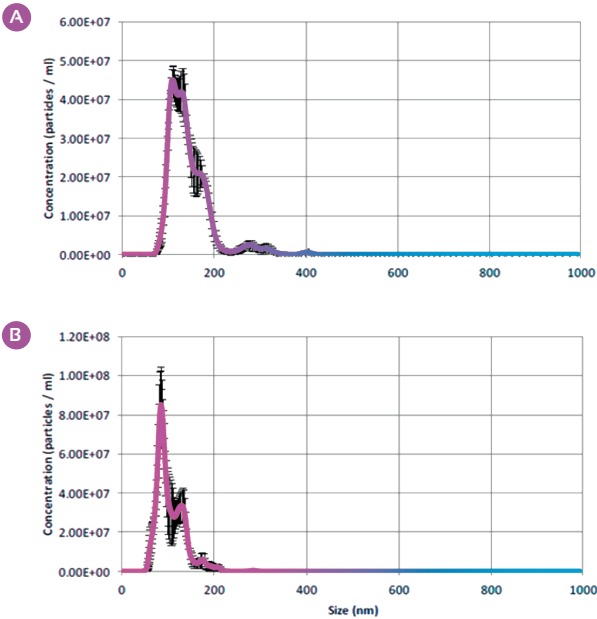 A
6.00E+07
5.00E+07
4.00E+07
3.00E+07
2.00E+07
1.00E+07
0.00E+00
Concentration (particles / ml)
0 200 400 600 800 1000
B
1.20E+08
1.00E+08
8.00E+07
6.00E+07
4.00E+07
2.00E+07
0.00E+00
Concentration (particles / ml)
0 200 400 600 800 1000
Size (nm)